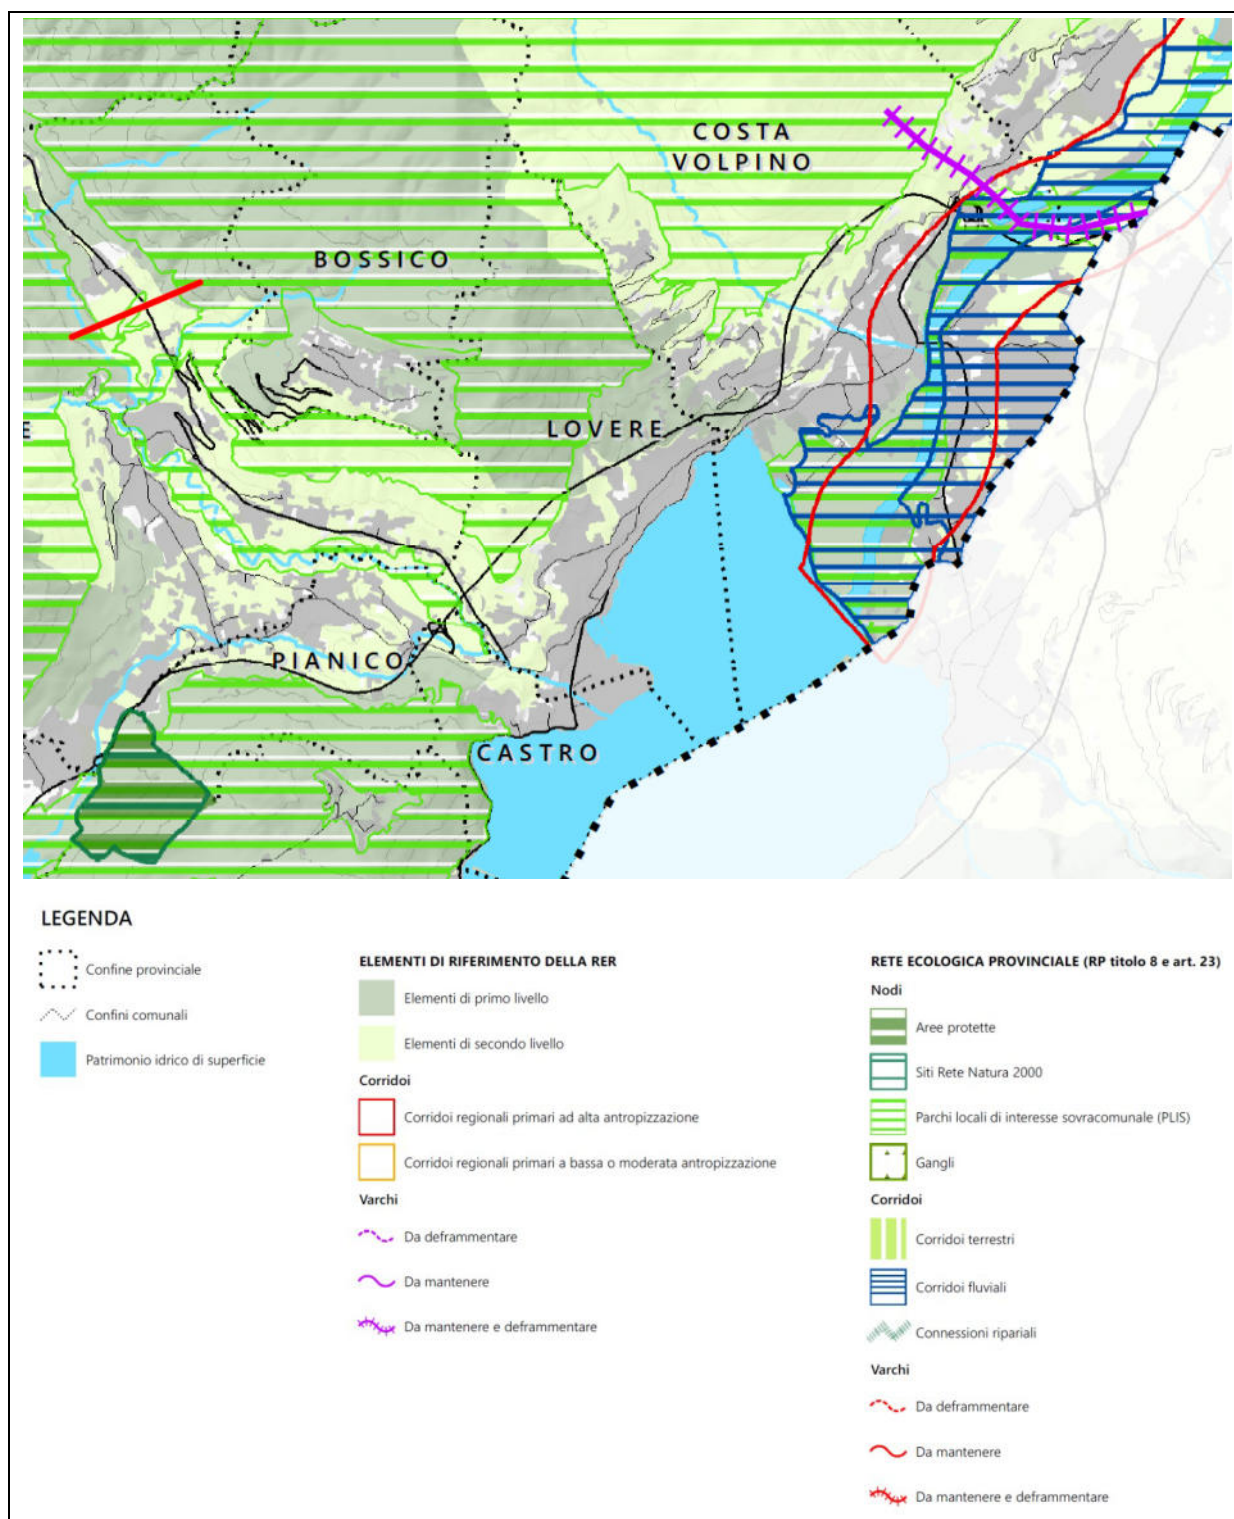 COSTA
VOLPINO
BOSSICO
E
LOVERE
PIANICO
CASTRO
LEGENDA
Confine provinciale
Confini comunali
Patrimonio idrico di superficie
ELEMENTI DI RIFERIMENTO DELLA RER
Elementi di primo livello
Elementi di secondo livello
Corridoi
Corridoi regionali primari ad alta antropizzazione
Corridoi regionali primari a bassa o moderata antropizzazione
Varchi
Da deframmentare
Da mantenere
Da mantenere e deframmentare
RETE ECOLOGICA PROVINCIALE (RP titolo 8 e art. 23)
Nodi
Aree protette
Siti Rete Natura 2000
Parchi locali di interesse sovracomunale (PLIS)
Gangli
Corridoi
Corridoi terrestri
Corridoi fluviali
Connessioni ripariali
Varchi
Da deframmentare
Da mantenere
Da mantenere e deframmentare